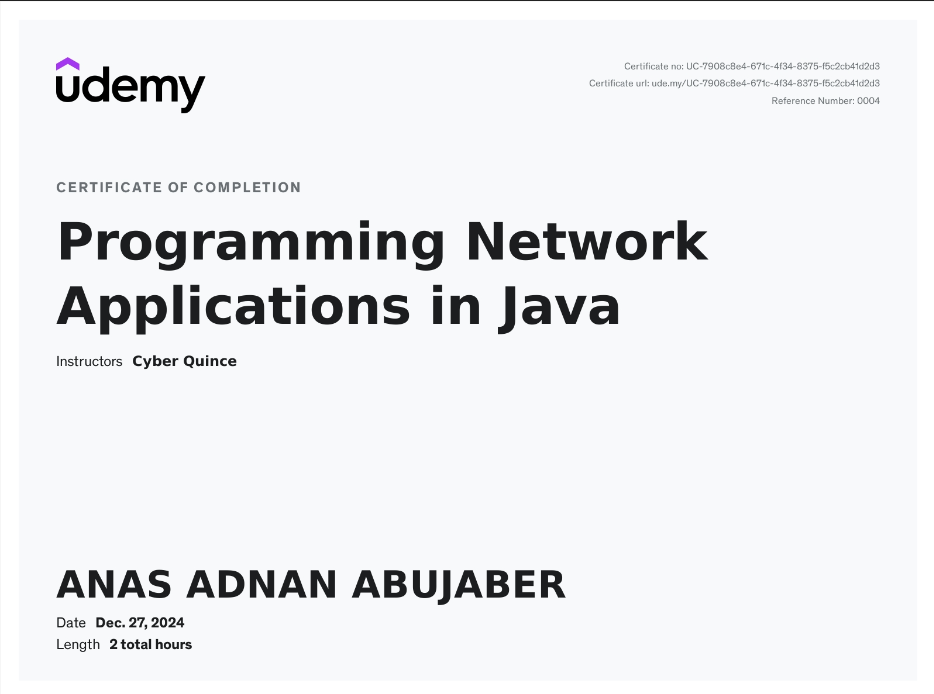 udemy
Certificate no: UC-7908c8e4-671c-4f34-8375-f5c2cb41d2d3
Certificate url: ude.my/UC-7908c8e4-671c-4f34-8375-f5c2cb41d2d3
Reference Number: 0004
CERTIFICATE OF COMPLETION
Programming Network
Applications in Java
Instructors Cyber Quince
ANAS ADNAN ABUJABER
Date Dec. 27, 2024
Length 2 total hours